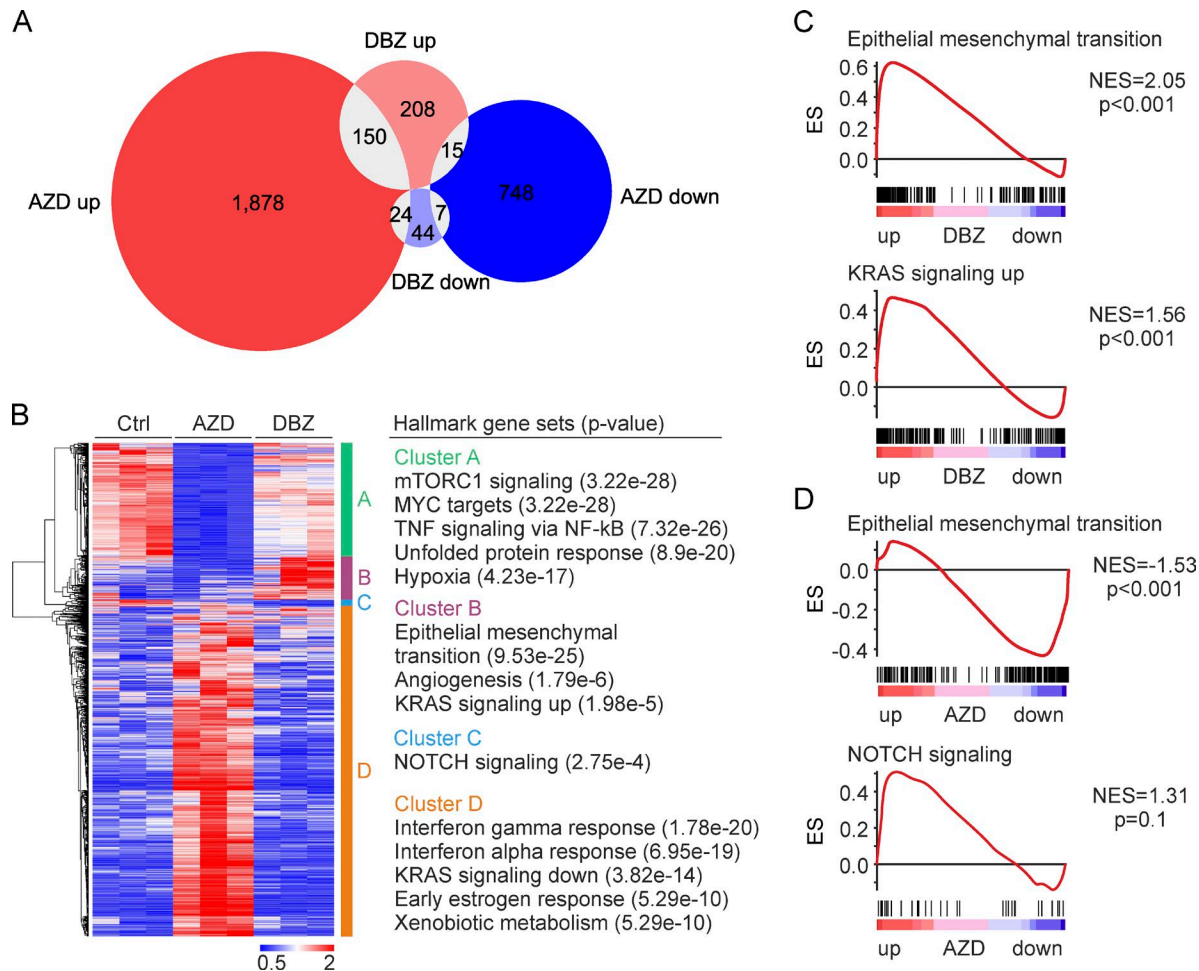 A
DBZ up
208
150
15
AZD up
1,878
748
AZD down
24
7
44
DBZ down
B
Ctrl
AZD
DBZ
A
B
C
D
0.5
2
Hallmark gene sets (p-value)
Cluster A
mTORC1 signaling (3.22e-28)
MYC targets (3.22e-28)
TNF signaling via NF-kB (7.32e-26)
Unfolded protein response (8.9e-20)
Hypoxia (4.23e-17)
Cluster B
Epithelial mesenchymal
transition (9.53e-25)
Angiogenesis (1.79e-6)
KRAS signaling up (1.98e-5)
Cluster C
NOTCH signaling (2.75e-4)
Cluster D
Interferon gamma response (1.78e-20)
Interferon alpha response (6.95e-19)
KRAS signaling down (3.82e-14)
Early estrogen response (5.29e-10)
Xenobiotic metabolism (5.29e-10)
C
Epithelial mesenchymal transition
NES=2.05
p<0.001
ES
0.6
0.4
0.2
0.0
up DBZ down
KRAS signaling up
NES=1.56
p<0.001
ES
0.4
0.2
0.0
up DBZ down
D
Epithelial mesenchymal transition
NES=-1.53
p<0.001
ES
0.0
-0.2
-0.4
up AZD down
NOTCH signaling
NES=1.31
p=0.1
ES
0.4
0.2
0.0
up AZD down